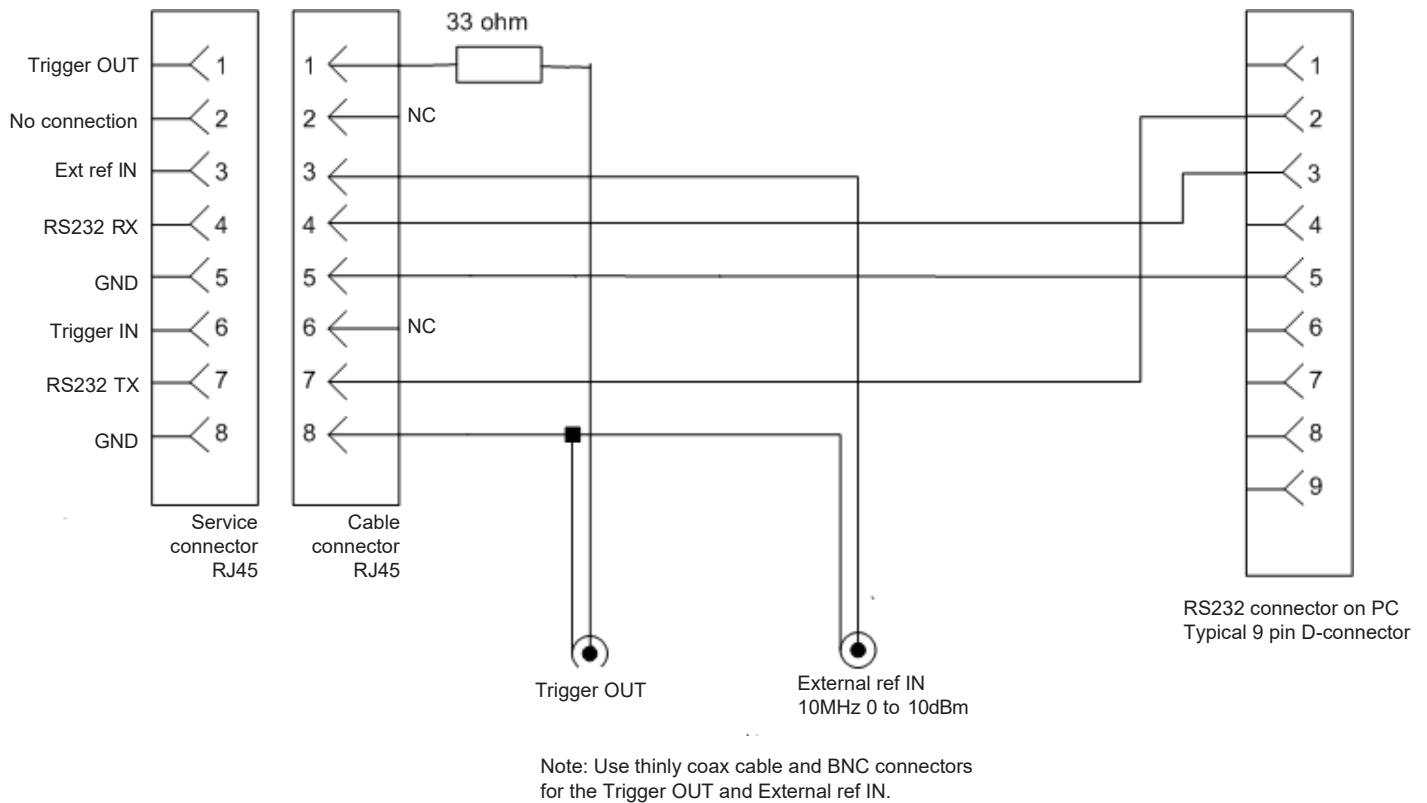 33 ohm
Trigger OUT
No connection
Ext ref IN
RS232 RX
GND
Trigger IN
RS232 TX
GND
1
2
3
4
5
6
7
8
Service
connector
RJ45
1
2
3
4
5
6
7
8
NC
NC
Cable
connector
RJ45
1
2
3
4
5
6
7
8
9
RS232 connector on PC
Typical 9 pin D-connector
Trigger OUT
External ref IN
10MHz 0 to 10dBm
Note: Use thinly coax cable and BNC connectors
for the Trigger OUT and External ref IN.